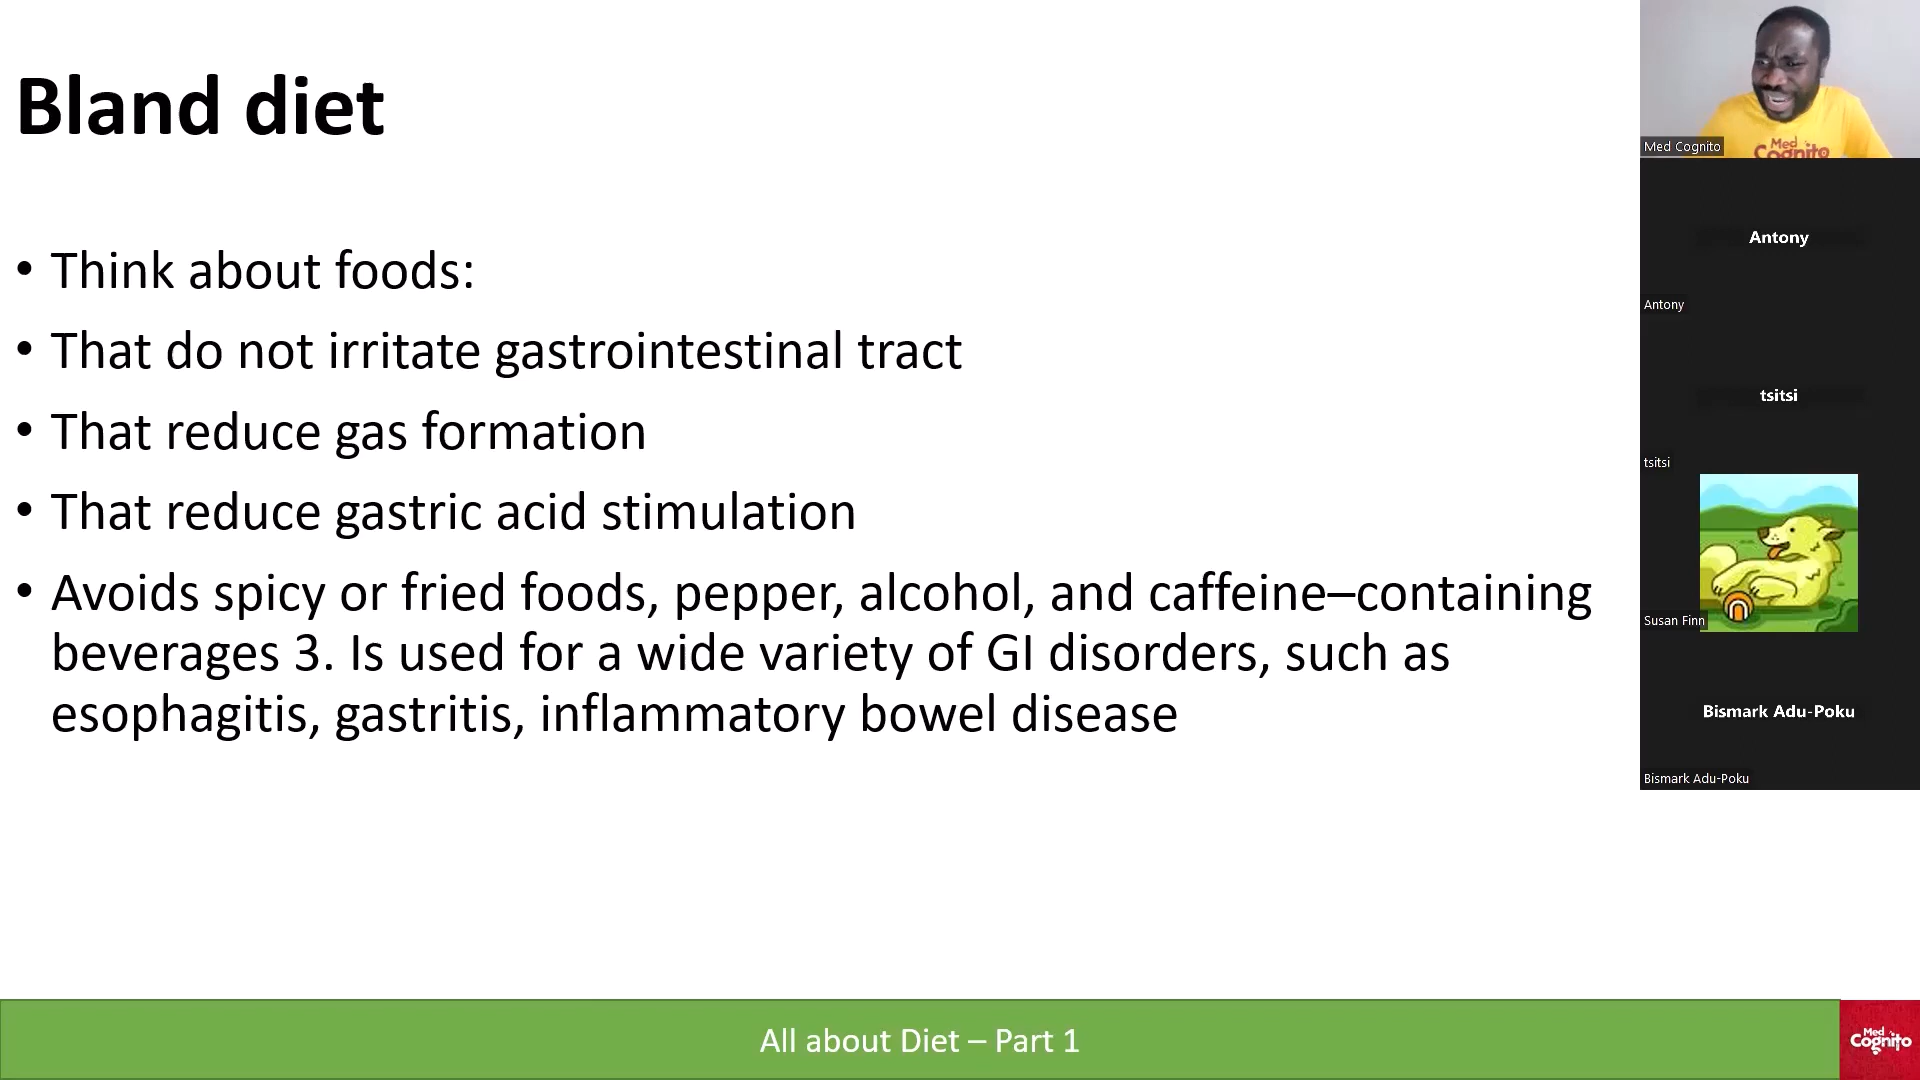 Bland diet
• Think about foods:
• That do not irritate gastrointestinal tract
• That reduce gas formation
• That reduce gastric acid stimulation
• Avoids spicy or fried foods, pepper, alcohol, and caffeine–containing
beverages 3. Is used for a wide variety of GI disorders, such as
esophagitis, gastritis, inflammatory bowel disease
All about Diet – Part 1
Med
Cognito
Med
Cognito
Med Cognito
Antony
Antony
tsitsi
tsitsi
Susan Finn
Bismark Adu-Poku
Bismark Adu-Poku